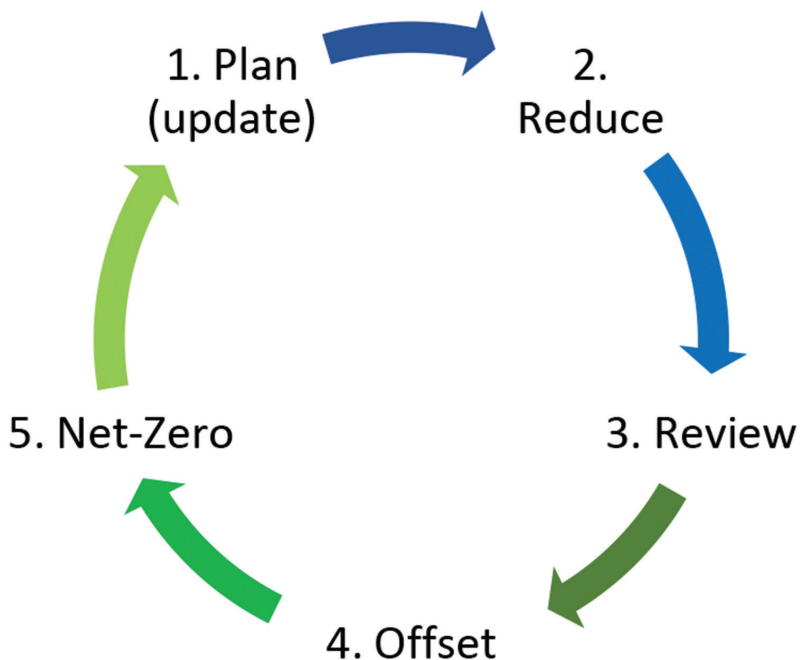 1. Plan
(update)
2.
Reduce
3. Review
4. Offset
5. Net-Zero